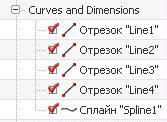 Curves and Dimensions
Отрезок "Line1"
Отрезок "Line2"
Отрезок "Line3"
Отрезок "Line4"
Сплайн "Spline1"